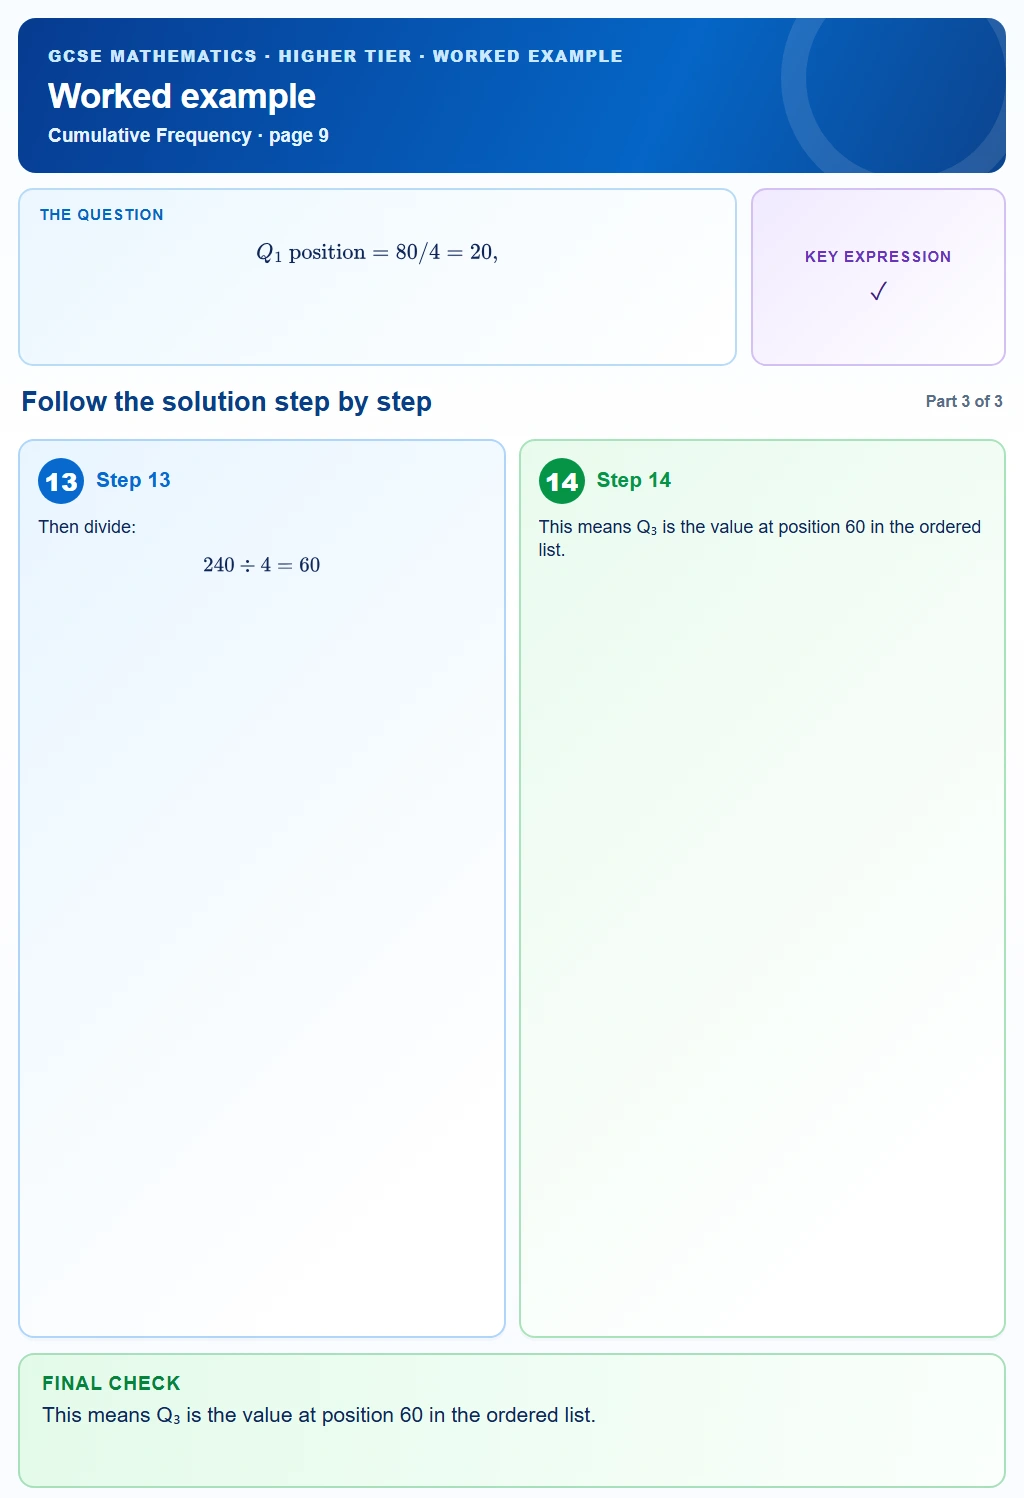 GCSE MATHEMATICS · HIGHER TIER · WORKED EXAMPLE
Worked example
Cumulative Frequency · page 9
THE QUESTION
Q₁ position = 80/4 = 20,
KEY EXPRESSION
✓
Follow the solution step by step
Part 3 of 3
13 Step 13
Then divide:
240 ÷ 4 = 60
14 Step 14
This means Q₃ is the value at position 60 in the ordered
list.
FINAL CHECK
This means Q₃ is the value at position 60 in the ordered list.